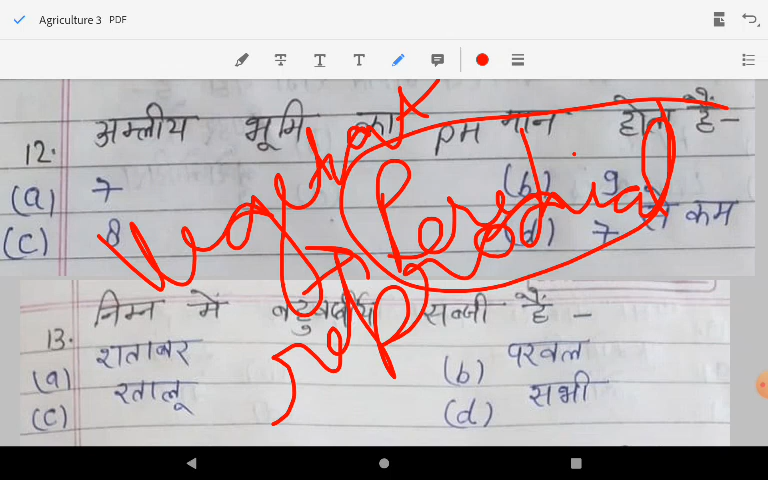 Agriculture 3 PDF
12. अम्लीय भूमि का pm मान होता है -
(a) 7 (b) 9
(c) 8 (d) 7 से कम
13. निम्न में बहुवर्षीय सब्जी है -
(a) शतावर (b) परवल
(c) रतालू (d) सभी